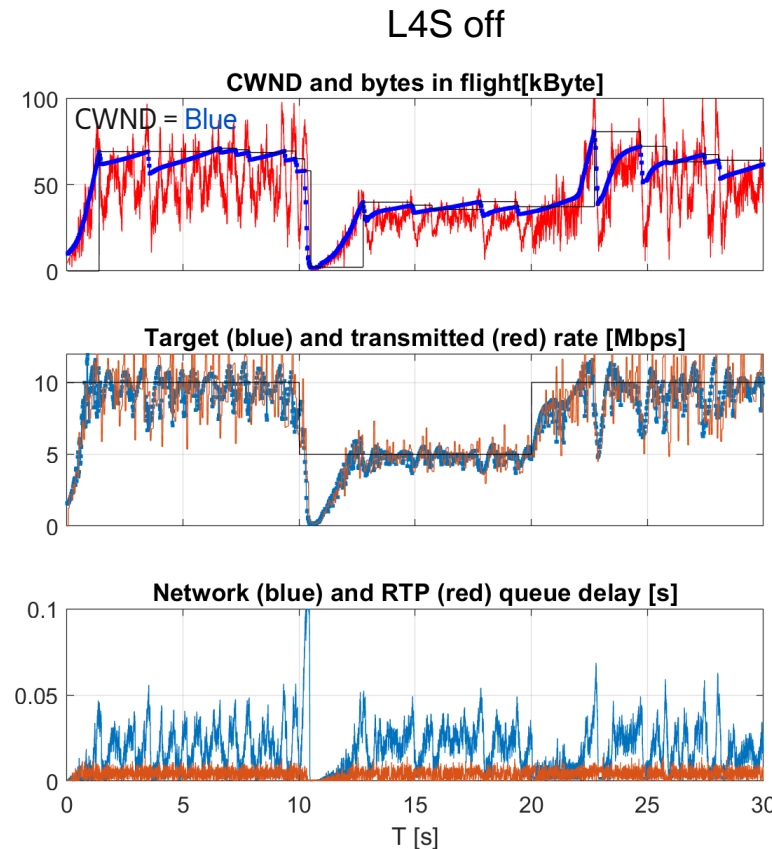 L4S off
CWND and bytes in flight[kByte]
CWND = Blue
100
50
0
Target (blue) and transmitted (red) rate [Mbps]
10
5
0
Network (blue) and RTP (red) queue delay [s]
0.1
0.05
0
0 5 10 15 20 25 30
T [s]